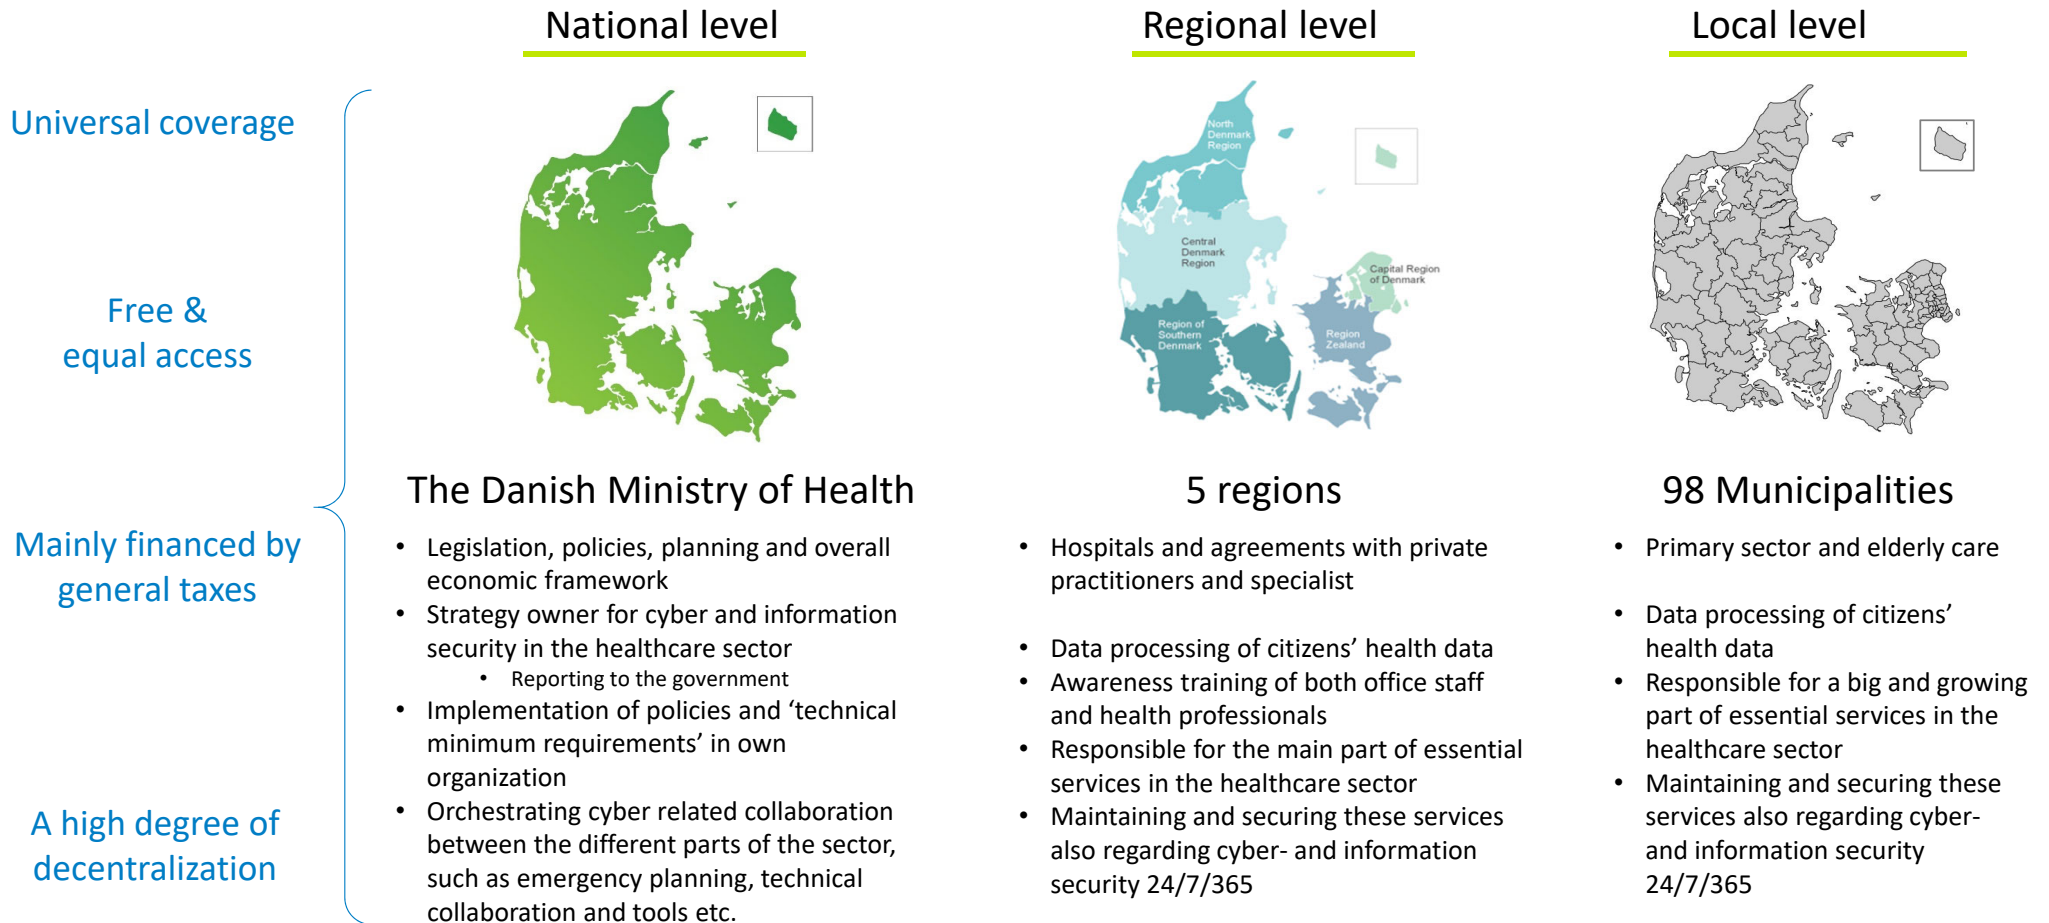 National level
Regional level
Local level
Universal coverage
Free &
equal access
Mainly financed by
general taxes
A high degree of
decentralization
North
Denmark
Region
Central
Denmark
Region
Capital Region
of Denmark
Region of
Southern
Denmark
Region
Zealand
The Danish Ministry of Health
• Legislation, policies, planning and overall
economic framework
• Strategy owner for cyber and information
security in the healthcare sector
• Reporting to the government
• Implementation of policies and ‘technical
minimum requirements’ in own
organization
• Orchestrating cyber related collaboration
between the different parts of the sector,
such as emergency planning, technical
collaboration and tools etc.
5 regions
• Hospitals and agreements with private
practitioners and specialist
• Data processing of citizens’ health data
• Awareness training of both office staff
and health professionals
• Responsible for the main part of essential
services in the healthcare sector
• Maintaining and securing these services
also regarding cyber- and information
security 24/7/365
98 Municipalities
• Primary sector and elderly care
• Data processing of citizens’
health data
• Responsible for a big and growing
part of essential services in the
healthcare sector
• Maintaining and securing these
services also regarding cyber-
and information security
24/7/365